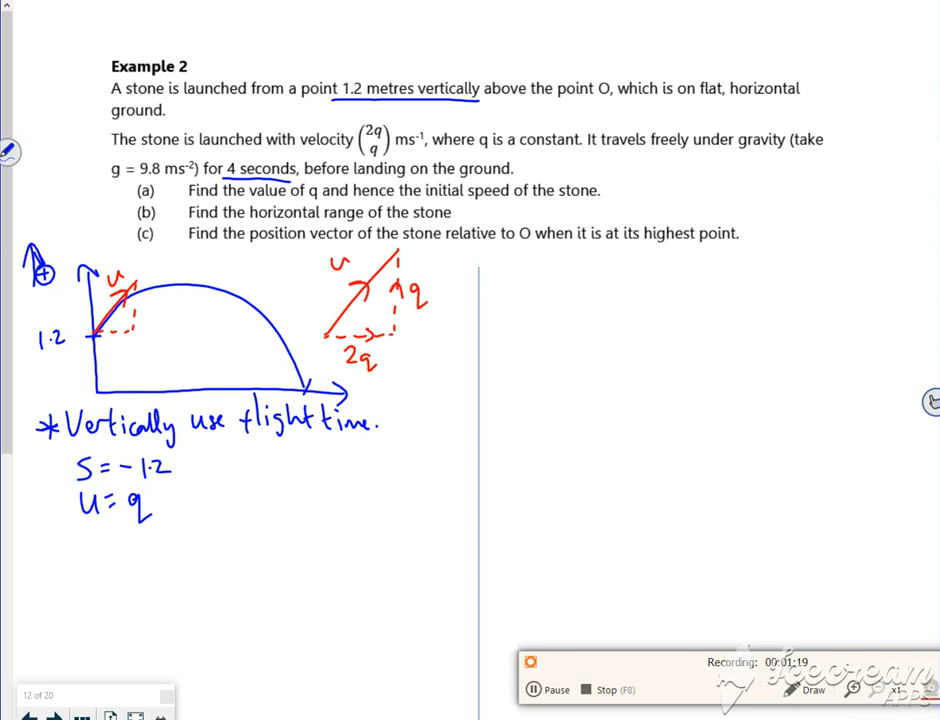 Example 2
A stone is launched from a point 1.2 metres vertically above the point O, which is on flat, horizontal
ground.
The stone is launched with velocity (2q q) ms⁻¹, where q is a constant. It travels freely under gravity (take
g = 9.8 ms⁻²) for 4 seconds, before landing on the ground.
(a) Find the value of q and hence the initial speed of the stone.
(b) Find the horizontal range of the stone
(c) Find the position vector of the stone relative to O when it is at its highest point.
+
u
u
q
1.2
2q
*Vertically use flight time.
S = -1.2
u = q
Recording: 00:01:19
Pause
Stop (F8)
Draw
x1
Icecream
APPS
12 of 20